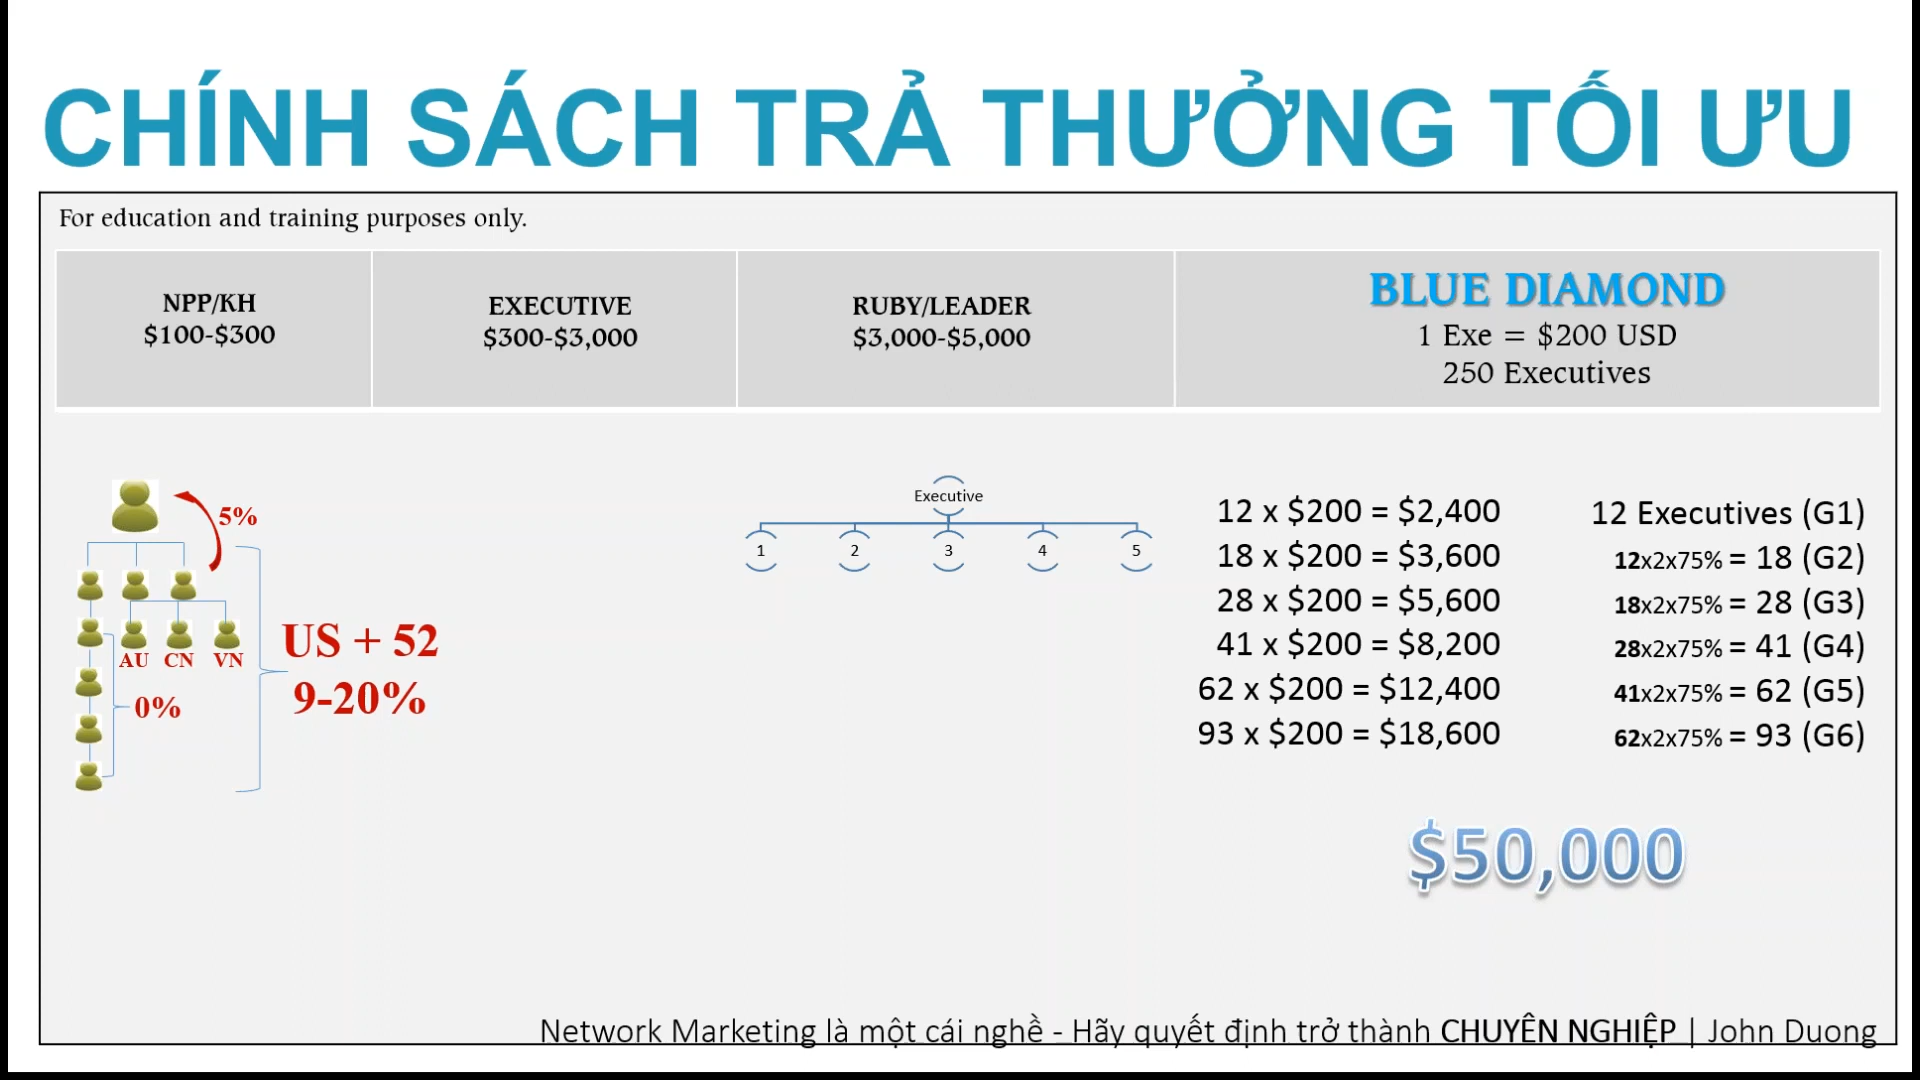 CHÍNH SÁCH TRẢ THƯỞNG TỐI ƯU
For education and training purposes only.
NPP/KH
$100-$300
EXECUTIVE
$300-$3,000
RUBY/LEADER
$3,000-$5,000
BLUE DIAMOND
1 Exe = $200 USD
250 Executives
5%
AU CN VN
0%
US + 52
9-20%
Executive
1 2 3 4 5
12 x $200 = $2,400
18 x $200 = $3,600
28 x $200 = $5,600
41 x $200 = $8,200
62 x $200 = $12,400
93 x $200 = $18,600
12 Executives (G1)
12x2x75% = 18 (G2)
18x2x75% = 28 (G3)
28x2x75% = 41 (G4)
41x2x75% = 62 (G5)
62x2x75% = 93 (G6)
$50,000
Network Marketing là một cái nghề - Hãy quyết định trở thành CHUYÊN NGHIỆP | John Duong